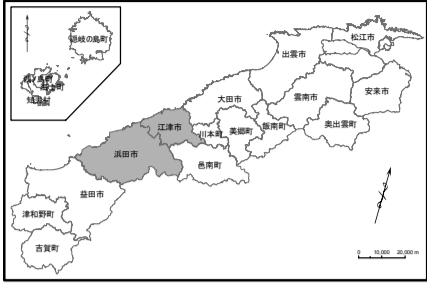 隠岐の島町
知夫村
松江市
出雲市
安来市
雲南市
大田市
奥出雲町
飯南町
美郷町
川本町
江津市
邑南町
浜田市
益田市
津和野町
吉賀町
0 10,000 20,000 m